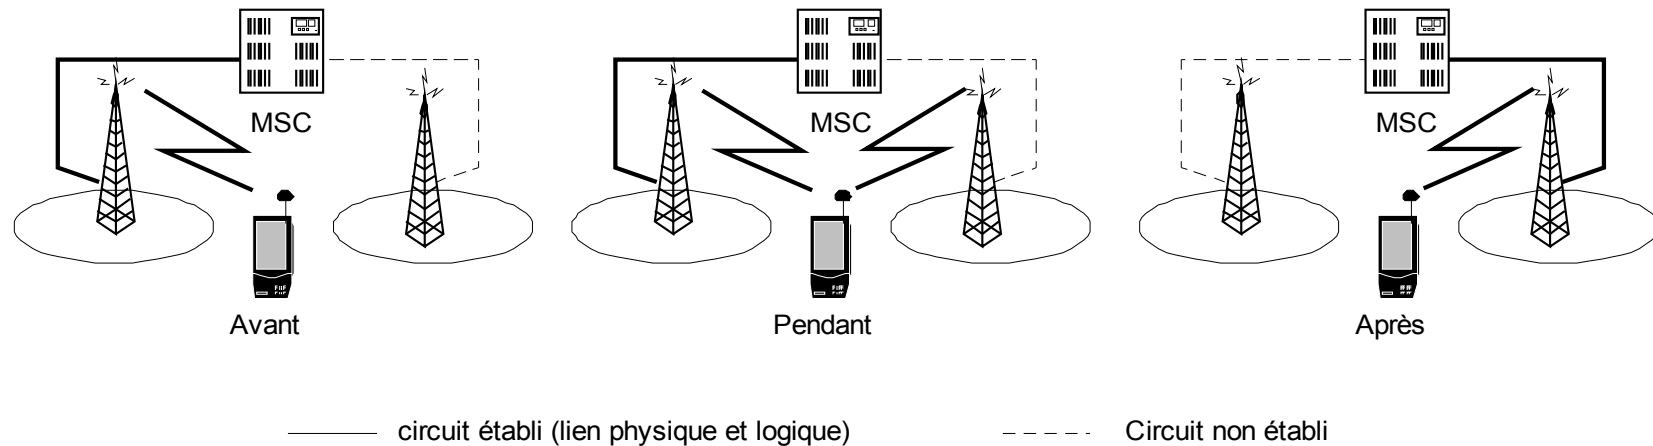 MSC
MSC
MSC
Avant
Pendant
Après
circuit établi (lien physique et logique)
Circuit non établi